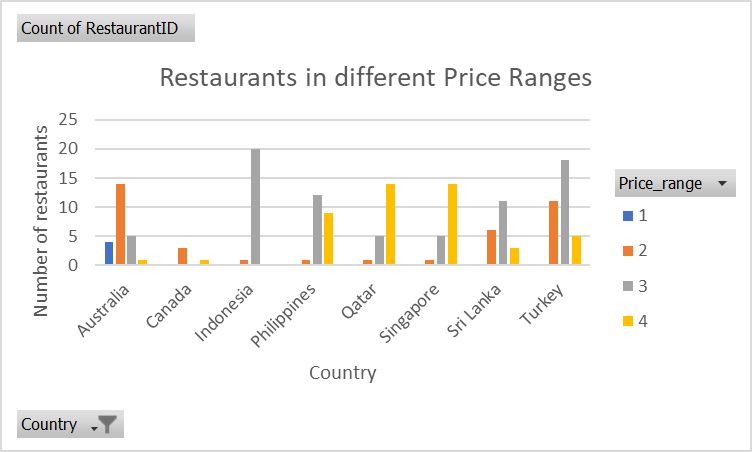 Count of RestaurantID
Restaurants in different Price Ranges
Number of restaurants
25
20
15
10
5
0
Australia
Canada
Indonesia
Philippines
Qatar
Singapore
Sri Lanka
Turkey
Country
Price_range
1
2
3
4
Country